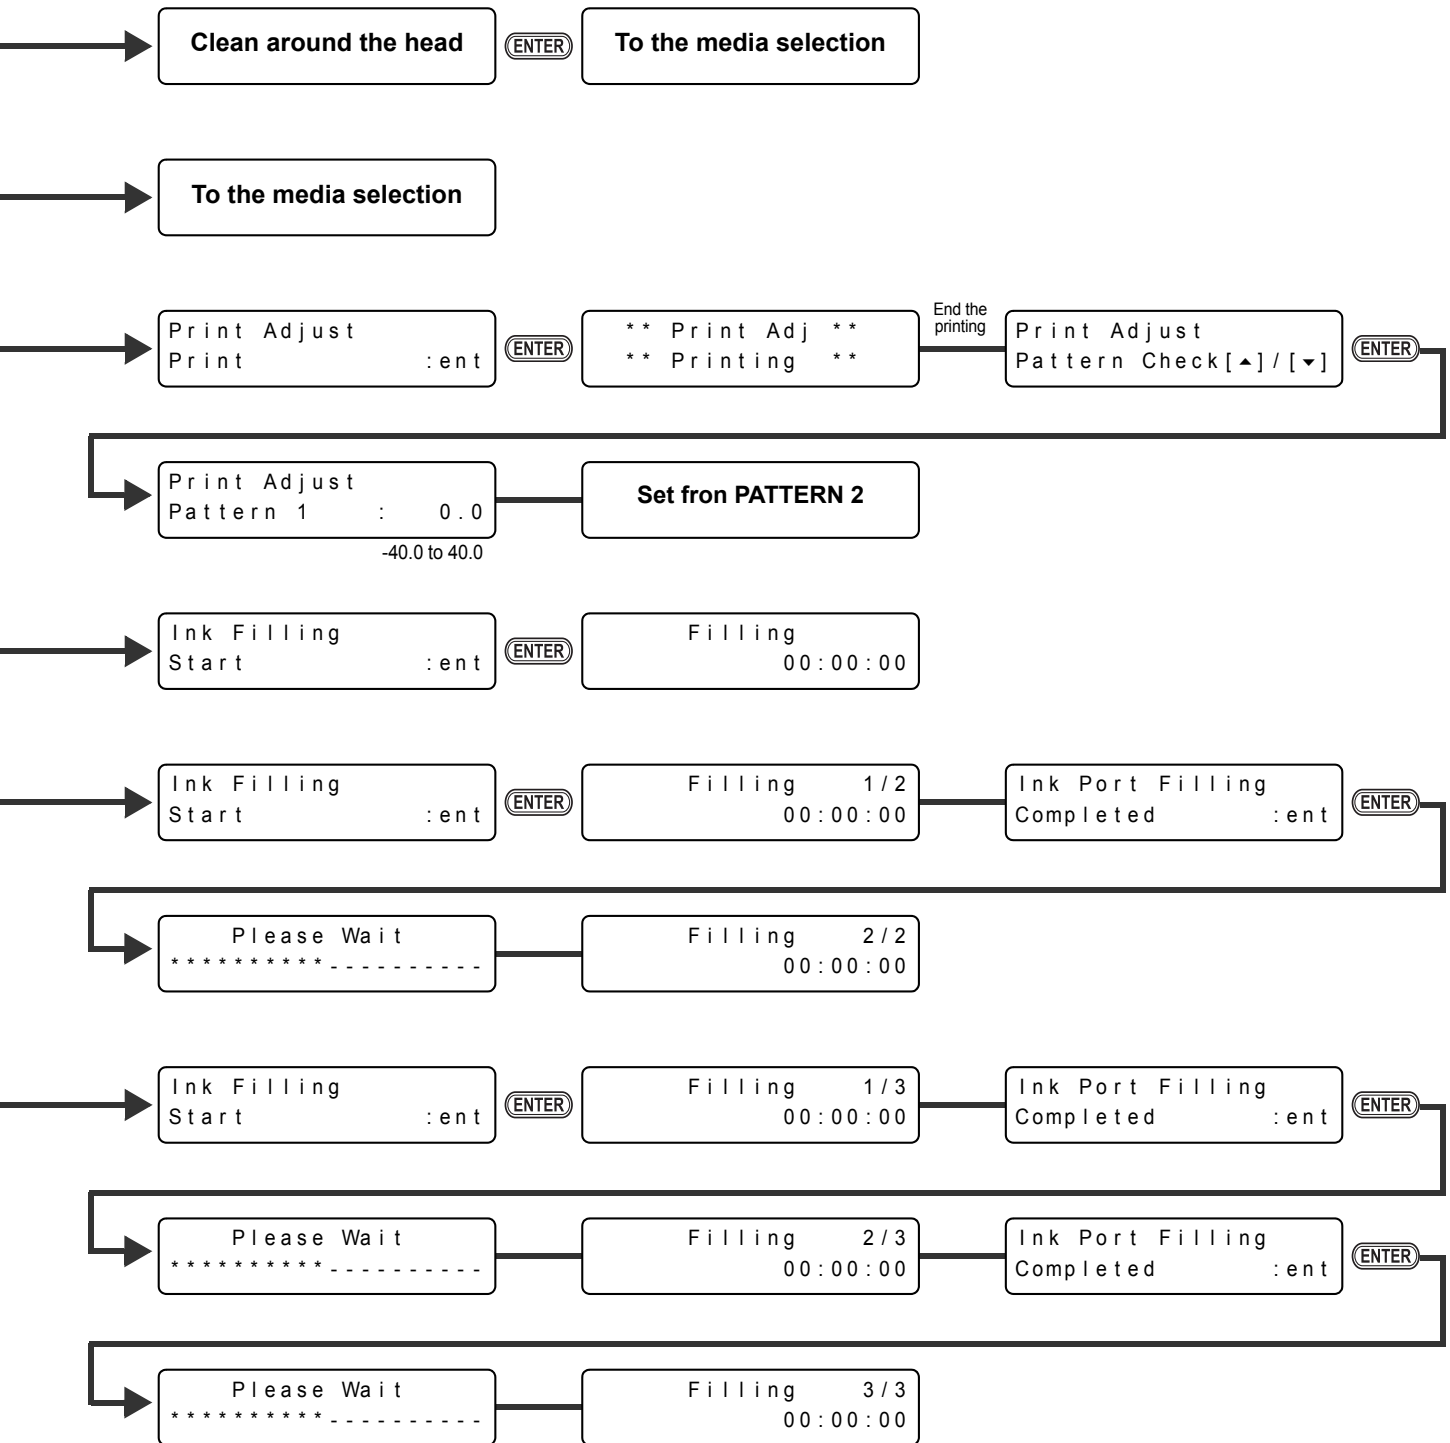 Clean around the head ENTER To the media selection
To the media selection
End the
printing
Print Adjust ** Print Adj ** Print Adjust
Print :ent ENTER ** Printing ** Pattern Check[▲]/[▼] ENTER
Print Adjust
Pattern 1 : 0.0
Set fron PATTERN 2
-40.0 to 40.0
Ink Filling Filling
Start :ent ENTER 00:00:00
Ink Filling Filling 1/2 Ink Port Filling
Start :ent ENTER 00:00:00 Completed :ent ENTER
Please Wait Filling 2/2
**********---------- 00:00:00
Ink Filling Filling 1/3 Ink Port Filling
Start :ent ENTER 00:00:00 Completed :ent ENTER
Please Wait Filling 2/3 Ink Port Filling
**********---------- 00:00:00 Completed :ent ENTER
Please Wait Filling 3/3
**********---------- 00:00:00